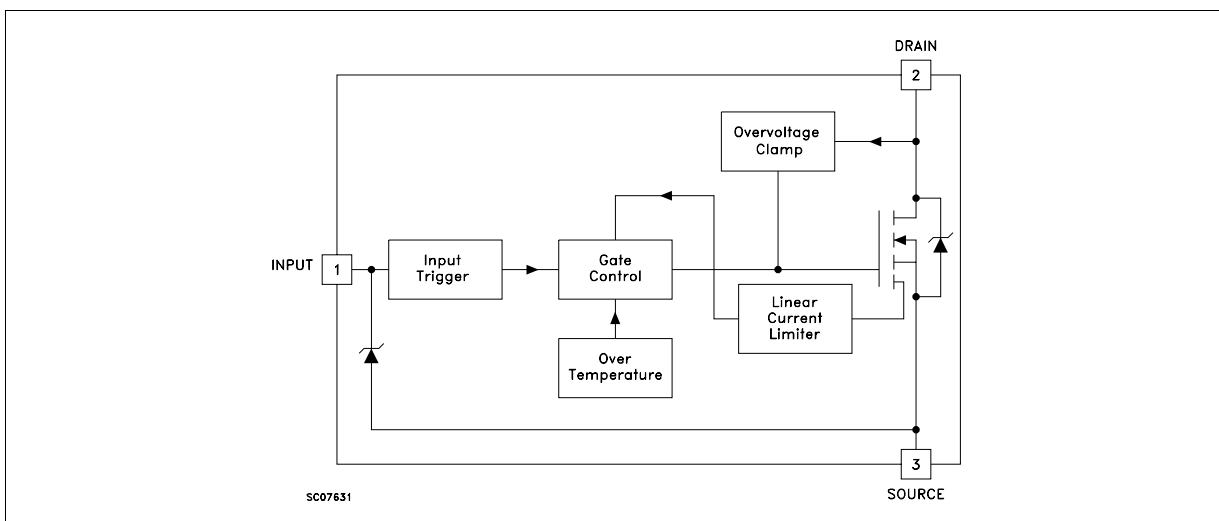 DRAIN
2
Overvoltage
Clamp
INPUT
1
Input
Trigger
Gate
Control
Linear
Current
Limiter
Over
Temperature
3
SOURCE
SC07631